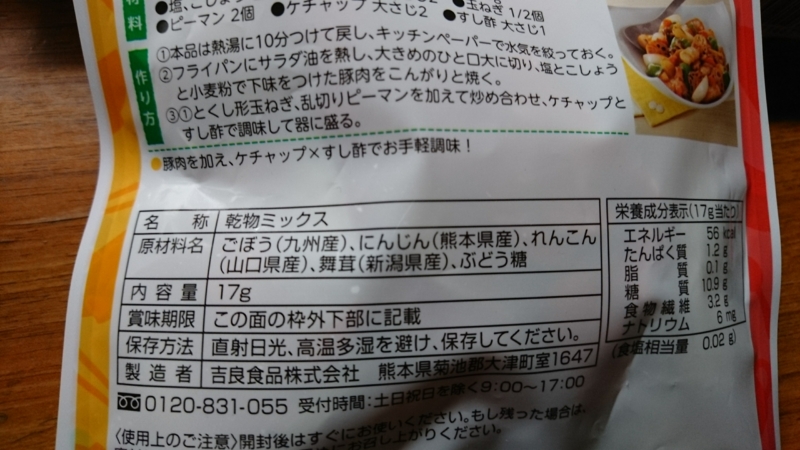 材料
●塩、こしょう
●ケチャップ 大さじ2
●玉ねぎ 1/2個
●ピーマン 2個
●すし酢 大さじ1
作り方
①本品は熱湯に10分つけて戻し、キッチンペーパーで水気を絞っておく。
②フライパンにサラダ油を熱し、大きめのひと口大に切り、塩とこしょう
と小麦粉で下味をつけた豚肉をこんがりと焼く。
③①とくし形玉ねぎ、乱切りピーマンを加えて炒め合わせ、ケチャップと
すし酢で調味して器に盛る。
●豚肉を加え、ケチャップ×すし酢でお手軽調味！
名称 乾物ミックス
原材料名 ごぼう(九州産)、にんじん(熊本県産)、れんこん
(山口県産)、舞茸(新潟県産)、ぶどう糖
内容量 17g
賞味期限 この面の枠外下部に記載
保存方法 直射日光、高温多湿を避け、保存してください。
製造者 吉良食品株式会社 熊本県菊池郡大津町室1647
0120-831-055 受付時間:土日祝日を除く9:00〜17:00
〈使用上のご注意〉開封後はすぐにお使いください。もし残った場合は、
お召し上がりください。
栄養成分表示(17g当たり)
エネルギー 56 kcal
たんぱく質 1.2 g
脂質 0.1 g
糖質 10.9 g
食物繊維 3.2 g
ナトリウム 6 mg
(食塩相当量 0.02 g)